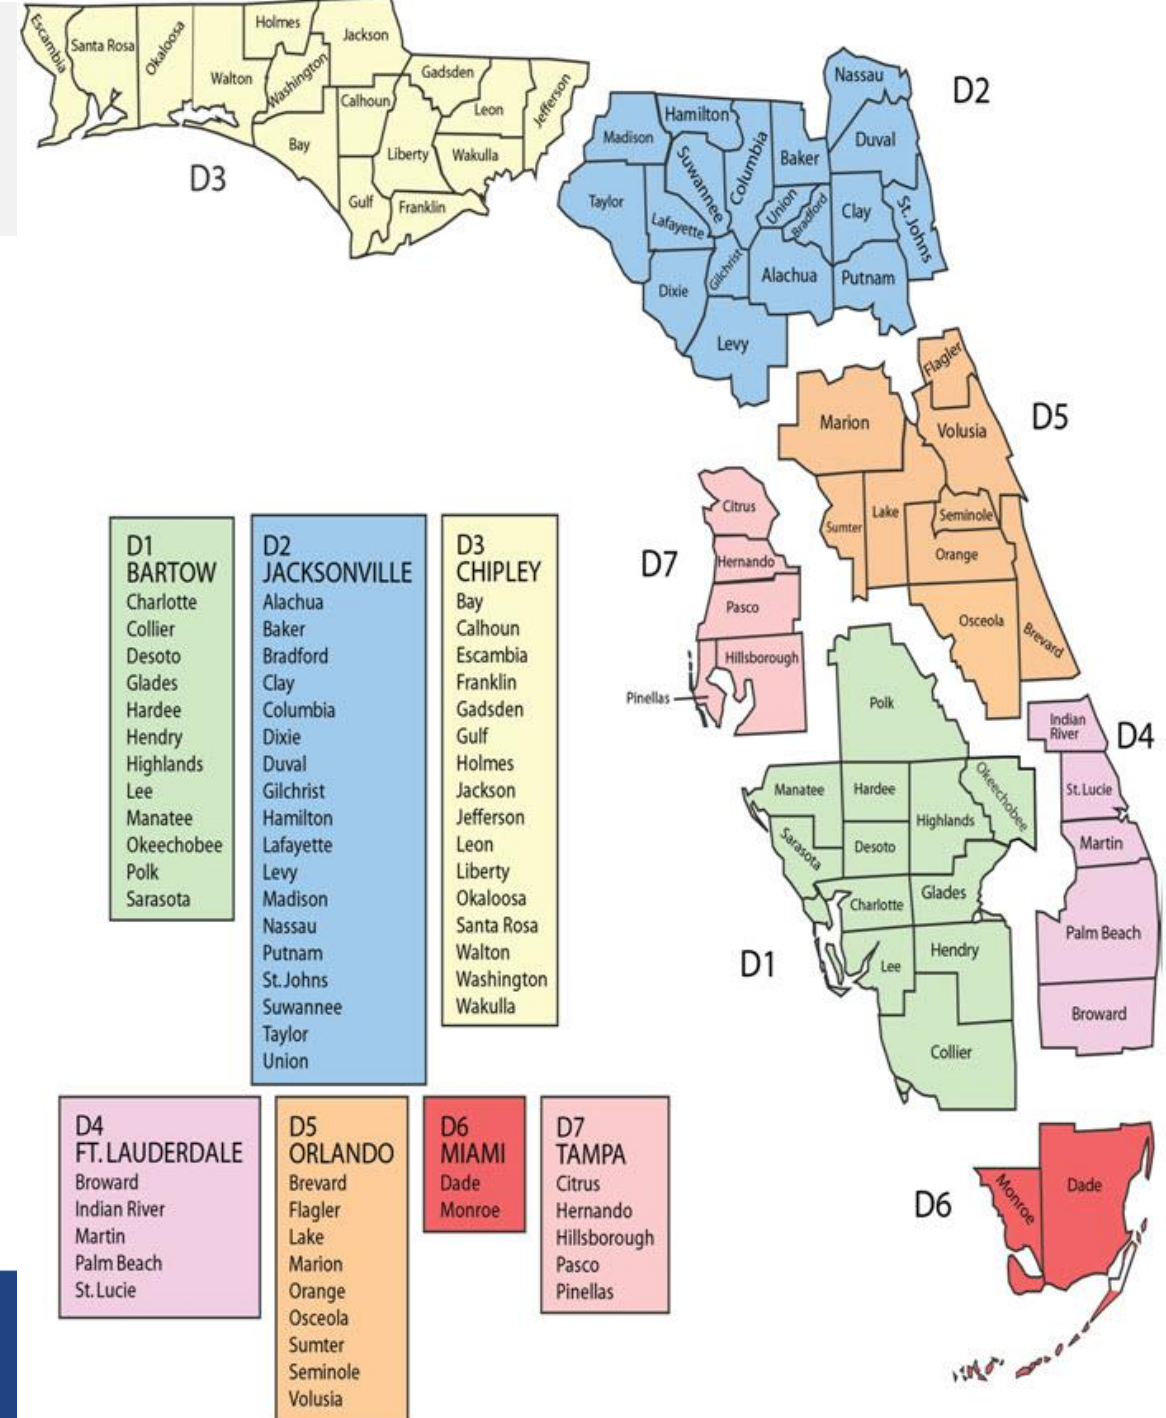 Escambia
Santa Rosa
Okaloosa
Walton
Holmes
Washington
Jackson
Bay
Calhoun
Gulf
Liberty
Franklin
Gadsden
Leon
Wakulla
Jefferson
D3
Nassau
D2
Madison
Hamilton
Suwannee
Columbia
Baker
Duval
Taylor
Lafayette
Union
Bradford
Clay
St. Johns
Dixie
Gilchrist
Alachua
Putnam
Levy
Flagler
Marion
Volusia
D5
Sumter
Lake
Seminole
Orange
Osceola
Brevard
Citrus
D7
Hernando
Pasco
Hillsborough
Pinellas
Polk
Manatee
Hardee
Okeechobee
Highlands
Sarasota
Desoto
Charlotte
Glades
D1
Lee
Hendry
Collier
Indian
River
D4
St. Lucie
Martin
Palm Beach
Broward
D6
Monroe
Dade
D1
BARTOW
Charlotte
Collier
Desoto
Glades
Hardee
Hendry
Highlands
Lee
Manatee
Okeechobee
Polk
Sarasota
D2
JACKSONVILLE
Alachua
Baker
Bradford
Clay
Columbia
Dixie
Duval
Gilchrist
Hamilton
Lafayette
Levy
Madison
Nassau
Putnam
St. Johns
Suwannee
Taylor
Union
D3
CHIPLEY
Bay
Calhoun
Escambia
Franklin
Gadsden
Gulf
Holmes
Jackson
Jefferson
Leon
Liberty
Okaloosa
Santa Rosa
Walton
Washington
Wakulla
D4
FT. LAUDERDALE
Broward
Indian River
Martin
Palm Beach
St. Lucie
D5
ORLANDO
Brevard
Flagler
Lake
Marion
Orange
Osceola
Sumter
Seminole
Volusia
D6
MIAMI
Dade
Monroe
D7
TAMPA
Citrus
Hernando
Hillsborough
Pasco
Pinellas